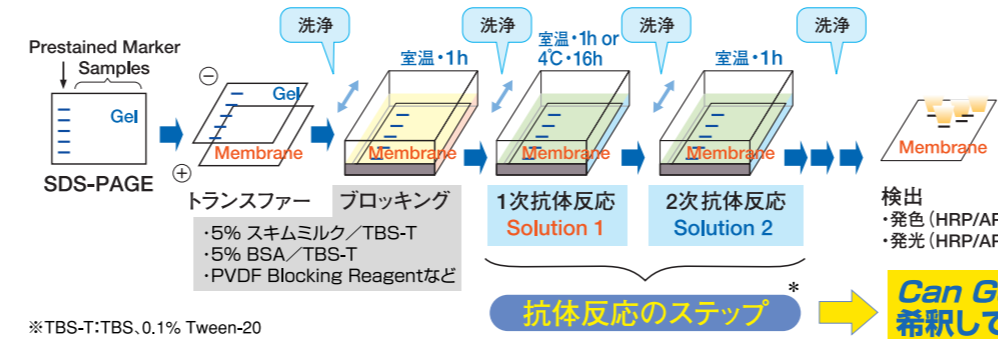 洗浄
洗浄
洗浄
洗浄
Prestained Marker
Samples
Gel
SDS-PAGE
⊖
Gel
Membrane
⊕
トランスファー
室温・1h
Membrane
ブロッキング
・5% スキムミルク／TBS-T
・5% BSA／TBS-T
・PVDF Blocking Reagentなど
室温・1h or
4℃・16h
Membrane
1次抗体反応
Solution 1
室温・1h
Membrane
2次抗体反応
Solution 2
Membrane
検出
・発色（HRP/AP
・発光（HRP/AP
抗体反応のステップ
*
Can G
希釈して
※TBS-T：TBS、0.1% Tween-20